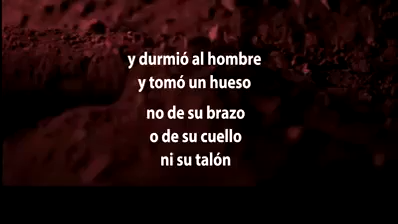 y durmió al hombre
y tomó un hueso
no de su brazo
o de su cuello
ni su talón